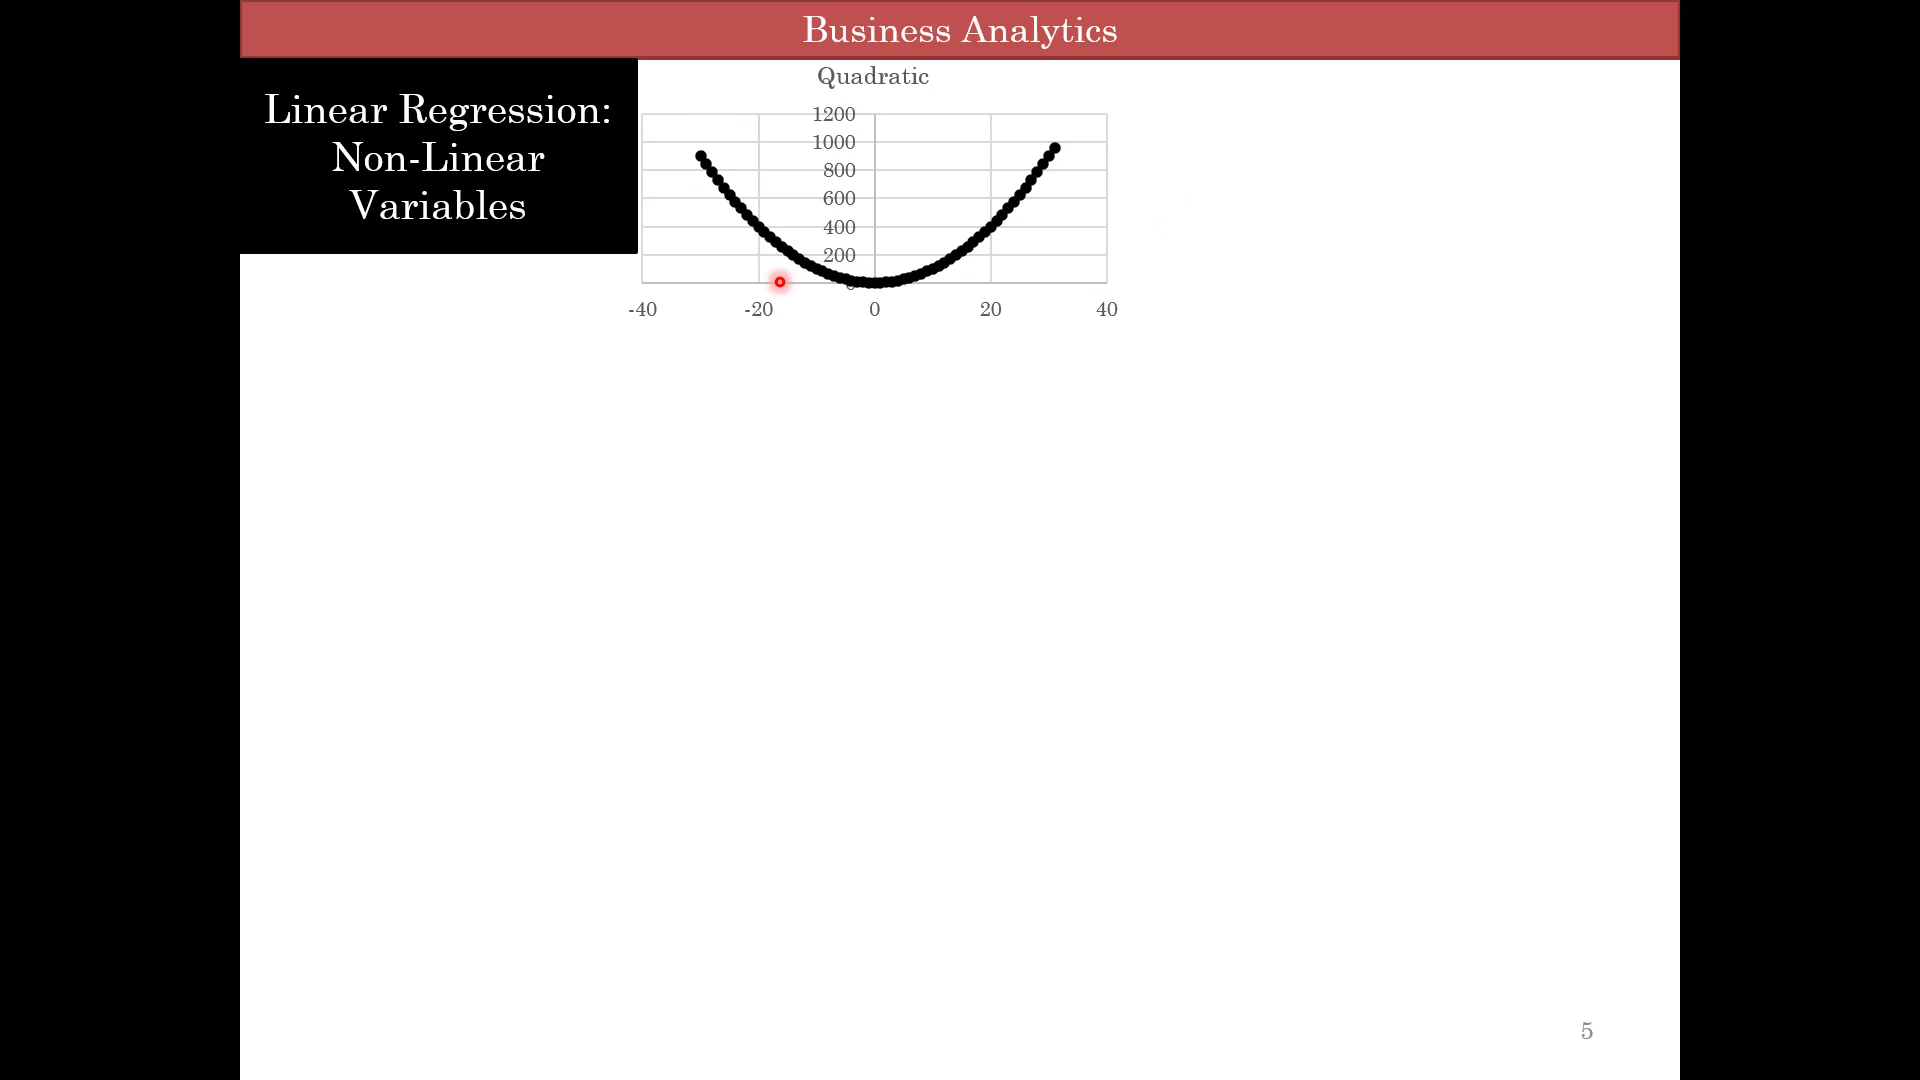 Business Analytics
Linear Regression:
Non-Linear
Variables
Quadratic
1200
1000
800
600
400
200
0
-40 -20 0 20 40
5